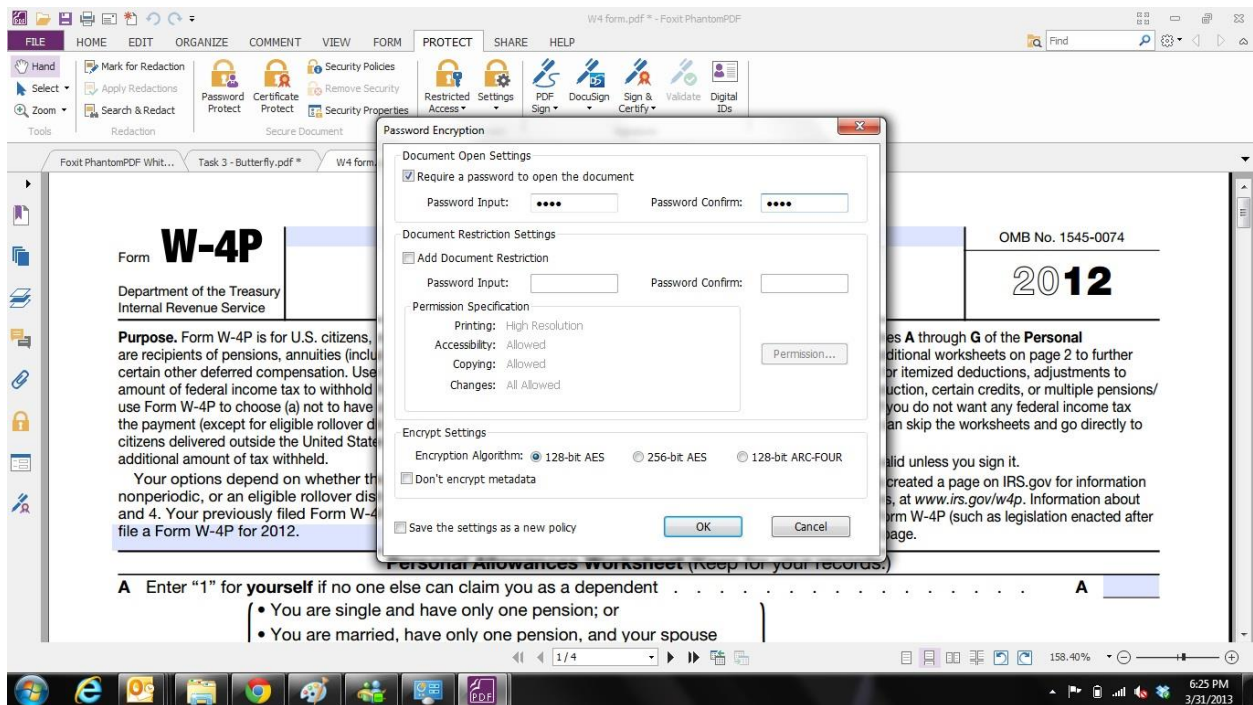 W4 form.pdf * - Foxit PhantomPDF
FILE HOME EDIT ORGANIZE COMMENT VIEW FORM PROTECT SHARE HELP
Find
Hand
Select
Zoom
Tools
Mark for Redaction
Apply Redactions
Search & Redact
Redaction
Password Protect
Certificate Protect
Security Policies
Remove Security
Security Properties
Secure Document
Restricted Access
Settings
PDF Sign
DocuSign
Sign & Certify
Validate
Digital IDs
Foxit PhantomPDF Whit... Task 3 - Butterfly.pdf * W4 form.
Password Encryption
Document Open Settings
Require a password to open the document
Password Input: •••• Password Confirm: ••••
Document Restriction Settings
Add Document Restriction
Password Input: Password Confirm:
Permission Specification
Printing: High Resolution
Accessibility: Allowed
Copying: Allowed
Changes: All Allowed
Permission...
Encrypt Settings
Encryption Algorithm: 128-bit AES 256-bit AES 128-bit ARC-FOUR
Don't encrypt metadata
Save the settings as a new policy
OK Cancel
Form W-4P
Department of the Treasury
Internal Revenue Service
OMB No. 1545-0074
2012
Purpose. Form W-4P is for U.S. citizens,
are recipients of pensions, annuities (inclu
certain other deferred compensation. Use
amount of federal income tax to withhold
use Form W-4P to choose (a) not to have
the payment (except for eligible rollover d
citizens delivered outside the United State
additional amount of tax withheld.
Your options depend on whether th
nonperiodic, or an eligible rollover dis
and 4. Your previously filed Form W-4
file a Form W-4P for 2012.
es A through G of the Personal
ditional worksheets on page 2 to further
or itemized deductions, adjustments to
uction, certain credits, or multiple pensions/
you do not want any federal income tax
an skip the worksheets and go directly to
alid unless you sign it.
created a page on IRS.gov for information
s, at www.irs.gov/w4p. Information about
orm W-4P (such as legislation enacted after
page.
Personal Allowances Worksheet (Keep for your records.)
A Enter “1” for yourself if no one else can claim you as a dependent . . . . . . . . . . . . . . . . . A
• You are single and have only one pension; or
• You are married, have only one pension, and your spouse
1/4
158.40%
6:25 PM
3/31/2013